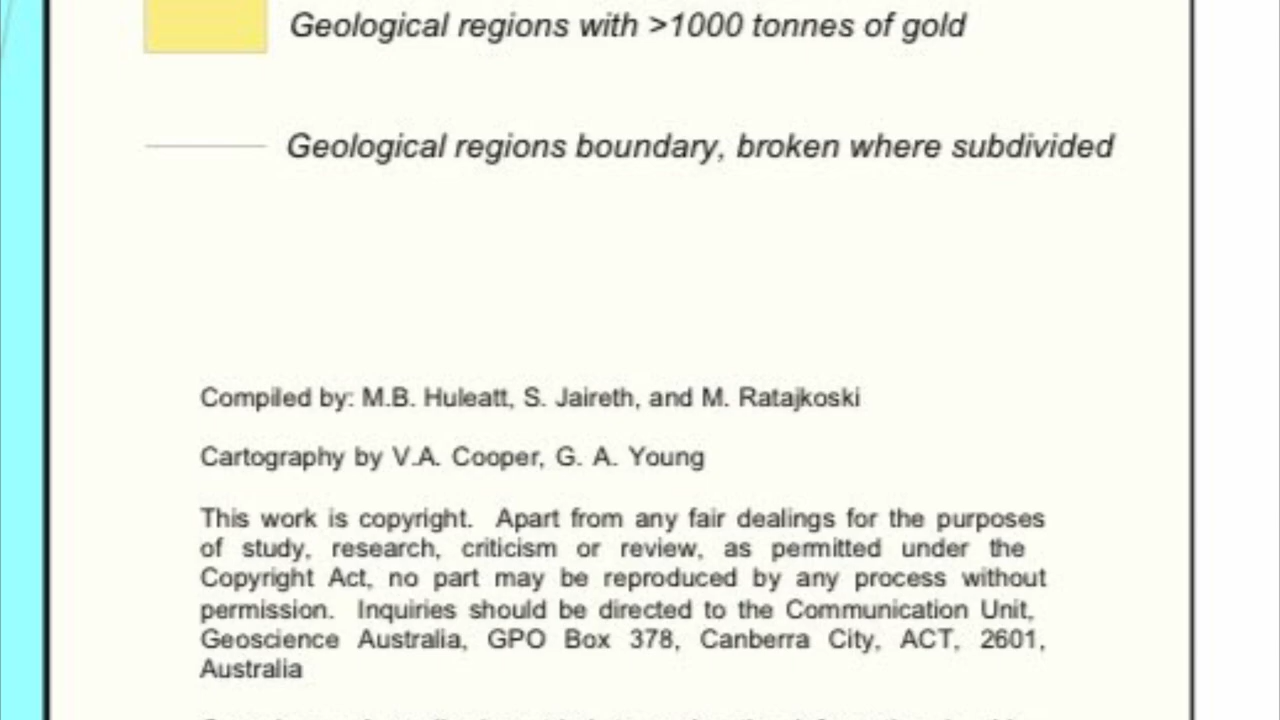 Geological regions with >1000 tonnes of gold
Geological regions boundary, broken where subdivided
Compiled by: M.B. Huleatt, S. Jaireth, and M. Ratajkoski
Cartography by V.A. Cooper, G. A. Young
This work is copyright. Apart from any fair dealings for the purposes
of study, research, criticism or review, as permitted under the
Copyright Act, no part may be reproduced by any process without
permission. Inquiries should be directed to the Communication Unit,
Geoscience Australia, GPO Box 378, Canberra City, ACT, 2601,
Australia